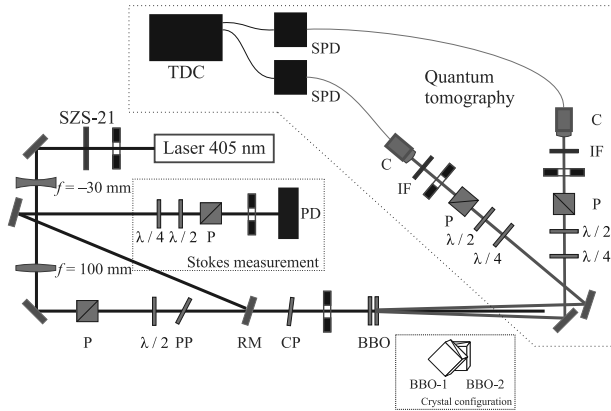 SPD
TDC
SPD
Quantum
tomography
SZS-21
Laser 405 nm
C
IF
C
IF
P
P
λ / 2
λ / 4
λ / 2
λ / 4
f = –30 mm
λ / 4 λ / 2 P
PD
Stokes measurement
f = 100 mm
P
λ / 2 PP
RM
CP
BBO
BBO-1 BBO-2
Crystal configuration